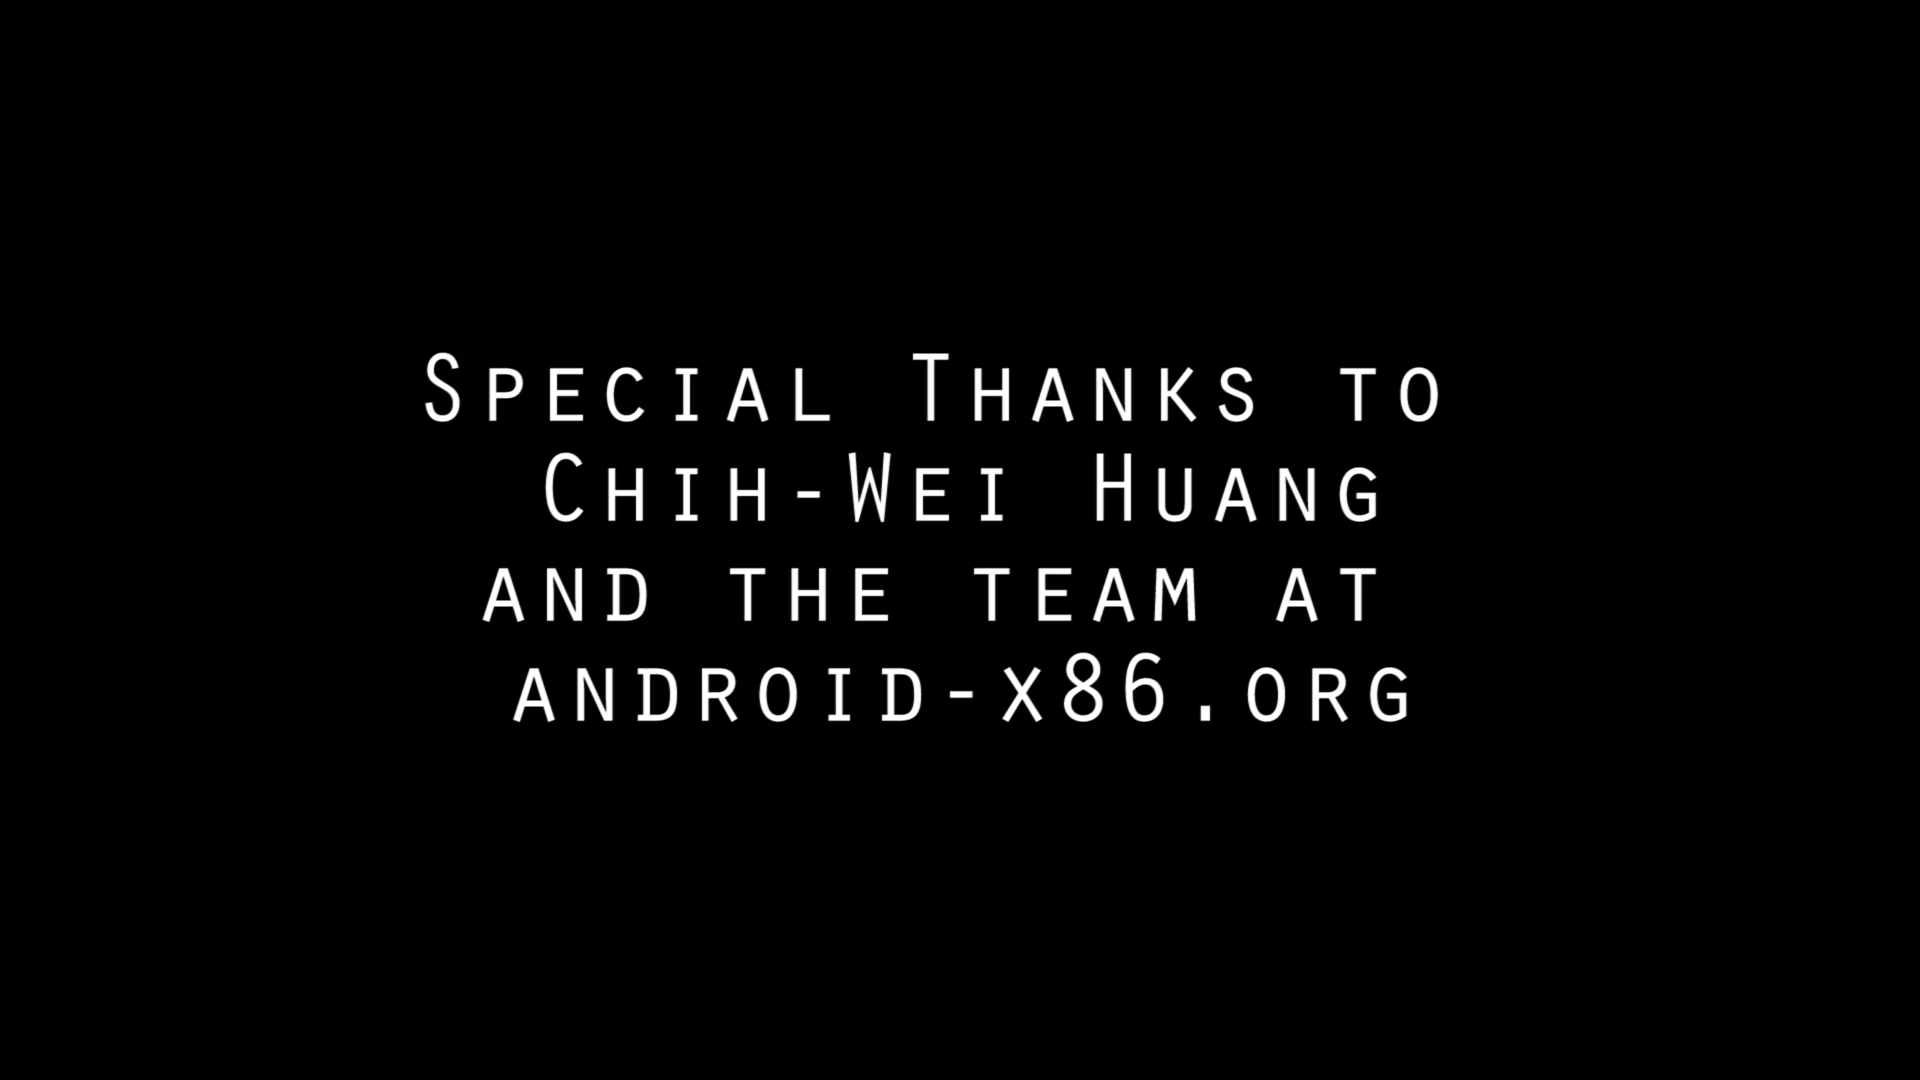 Special Thanks to
Chih-Wei Huang
and the team at
android-x86.org